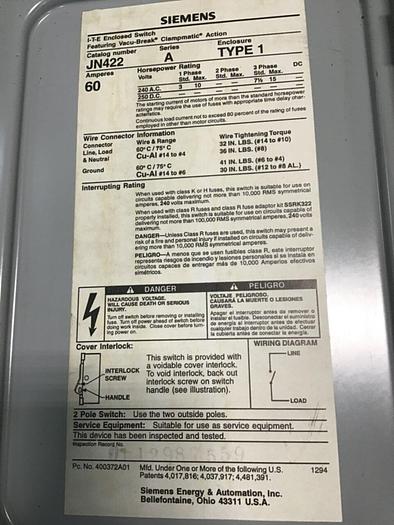 SIEMENS
I-T-E Enclosed Switch
Featuring Vacu-Break® Clampmatic® Action
Catalog number Series Enclosure
JN422 A TYPE 1
Amperes Horsepower Rating
60 Volts 1 Phase 2 Phase 3 Phase DC
Std. Max. Std. Max. Std. Max.
240 A.C. 3 10 — — 7½ 15 —
250 D.C. — — — — — —
The starting current of motors of more than the standard horsepower
ratings may require the use of fuses with appropriate time delay char-
acteristics.
Continuous load current not to exceed 80 percent of the rating of fuses
employed in other than motor circuits.
Wire Connector Information
Connector Wire & Range Wire Tightening Torque
Line, Load 60° C / 75° C 32 IN. LBS. (#14 to #10)
& Neutral Cu-Al #14 to #4 36 IN. LBS. (#8)
Ground 60° C / 75° C 41 IN. LBS. (#6 to #4)
Cu-Al #14 to #6 30 IN. LBS. (#12 to #8 AL.)
Interrupting Rating
When used with class K or H fuses, this switch is suitable for use on
circuits capable delivering not more than 10,000 RMS symmetrical
amperes, 240 volts maximum.
When used with class R fuses and class R fuse adaptor kit SSRK322
properly installed, this switch is suitable for use on circuits capable of
delivering not more than 100,000 RMS symmetrical amperes, 240 volts
maximum.
DANGER—Unless Class R fuses are used, this switch may present a
risk of fire and personal injury if installed on circuits capable of deliv-
ering more than 10,000 RMS symmetrical amperes.
PELIGRO—A menos que se usen fusibles clase R, este interruptor
representa riesgos de incendio y lesiones personales si se instala en
circuitos capaces de entregar más de 10,000 Amperios efectivos
simétricos.
DANGER
HAZARDOUS VOLTAGE.
WILL CAUSE DEATH OR SERIOUS
INJURY.
Turn off switch before removing or installing
fuse. Turn off power ahead of switch before
doing work inside. Close cover before turn-
ing power on.
PELIGRO
VOLTAJE PELIGROSO.
CAUSARA LA MUERTE O LESIONES
GRAVES.
Apagar el interruptor antes de remover o
instalar el fusible. Desconectar el suministro
de energía al interruptor antes de efectuar
cualquier trabajo dentro de la unidad. Cerrar
la cubierta antes de conectar la energía.
Cover Interlock:
INTERLOCK
SCREW
HANDLE
This switch is provided with
a voidable cover interlock.
To void interlock, back out
interlock screw on switch
handle (see illustration).
WIRING DIAGRAM
LINE
LOAD
2 Pole Switch: Use the two outside poles.
Service Equipment: Suitable for use as service equipment.
This device has been inspected and tested.
Inspection Record No.
Pc. No. 400372A01 Mfd. Under One or More of the following U.S. 1294
Patents 4,017,816; 4,037,917; 4,481,391.
Siemens Energy & Automation, Inc.
Bellefontaine, Ohio 43311 U.S.A.